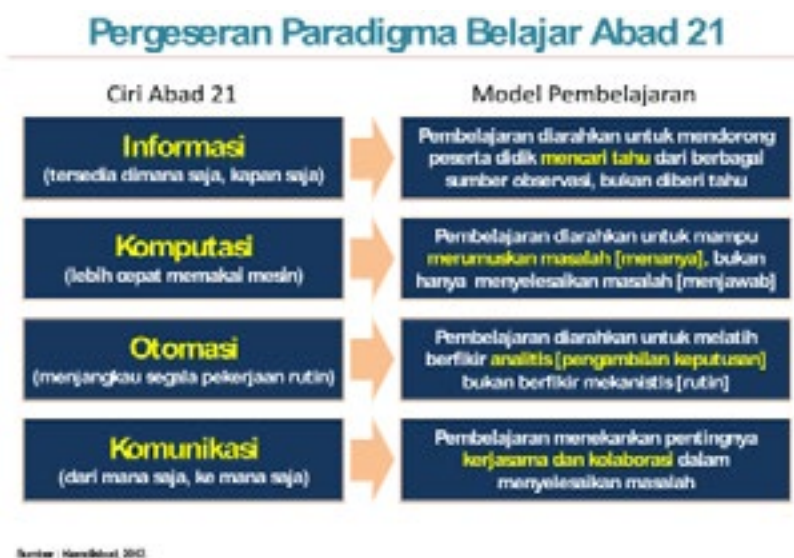 Pergeseran Paradigma Belajar Abad 21
Ciri Abad 21
Model Pembelajaran
Informasi
(tersedia dimana saja, kapan saja)
Pembelajaran diarahkan untuk mendorong
peserta didik mencari tahu dari berbagai
sumber observasi, bukan diberi tahu
Komputasi
(lebih cepat memakai mesin)
Pembelajaran diarahkan untuk mampu
merumuskan masalah [menanya], bukan
hanya menyelesaikan masalah [menjawab]
Otomasi
(menjangkau segala pekerjaan rutin)
Pembelajaran diarahkan untuk melatih
berfikir analitis [pengambilan keputusan]
bukan berfikir mekanistis [rutin]
Komunikasi
(dari mana saja, ke mana saja)
Pembelajaran menekankan pentingnya
kerjasama dan kolaborasi dalam
menyelesaikan masalah
Sumber :